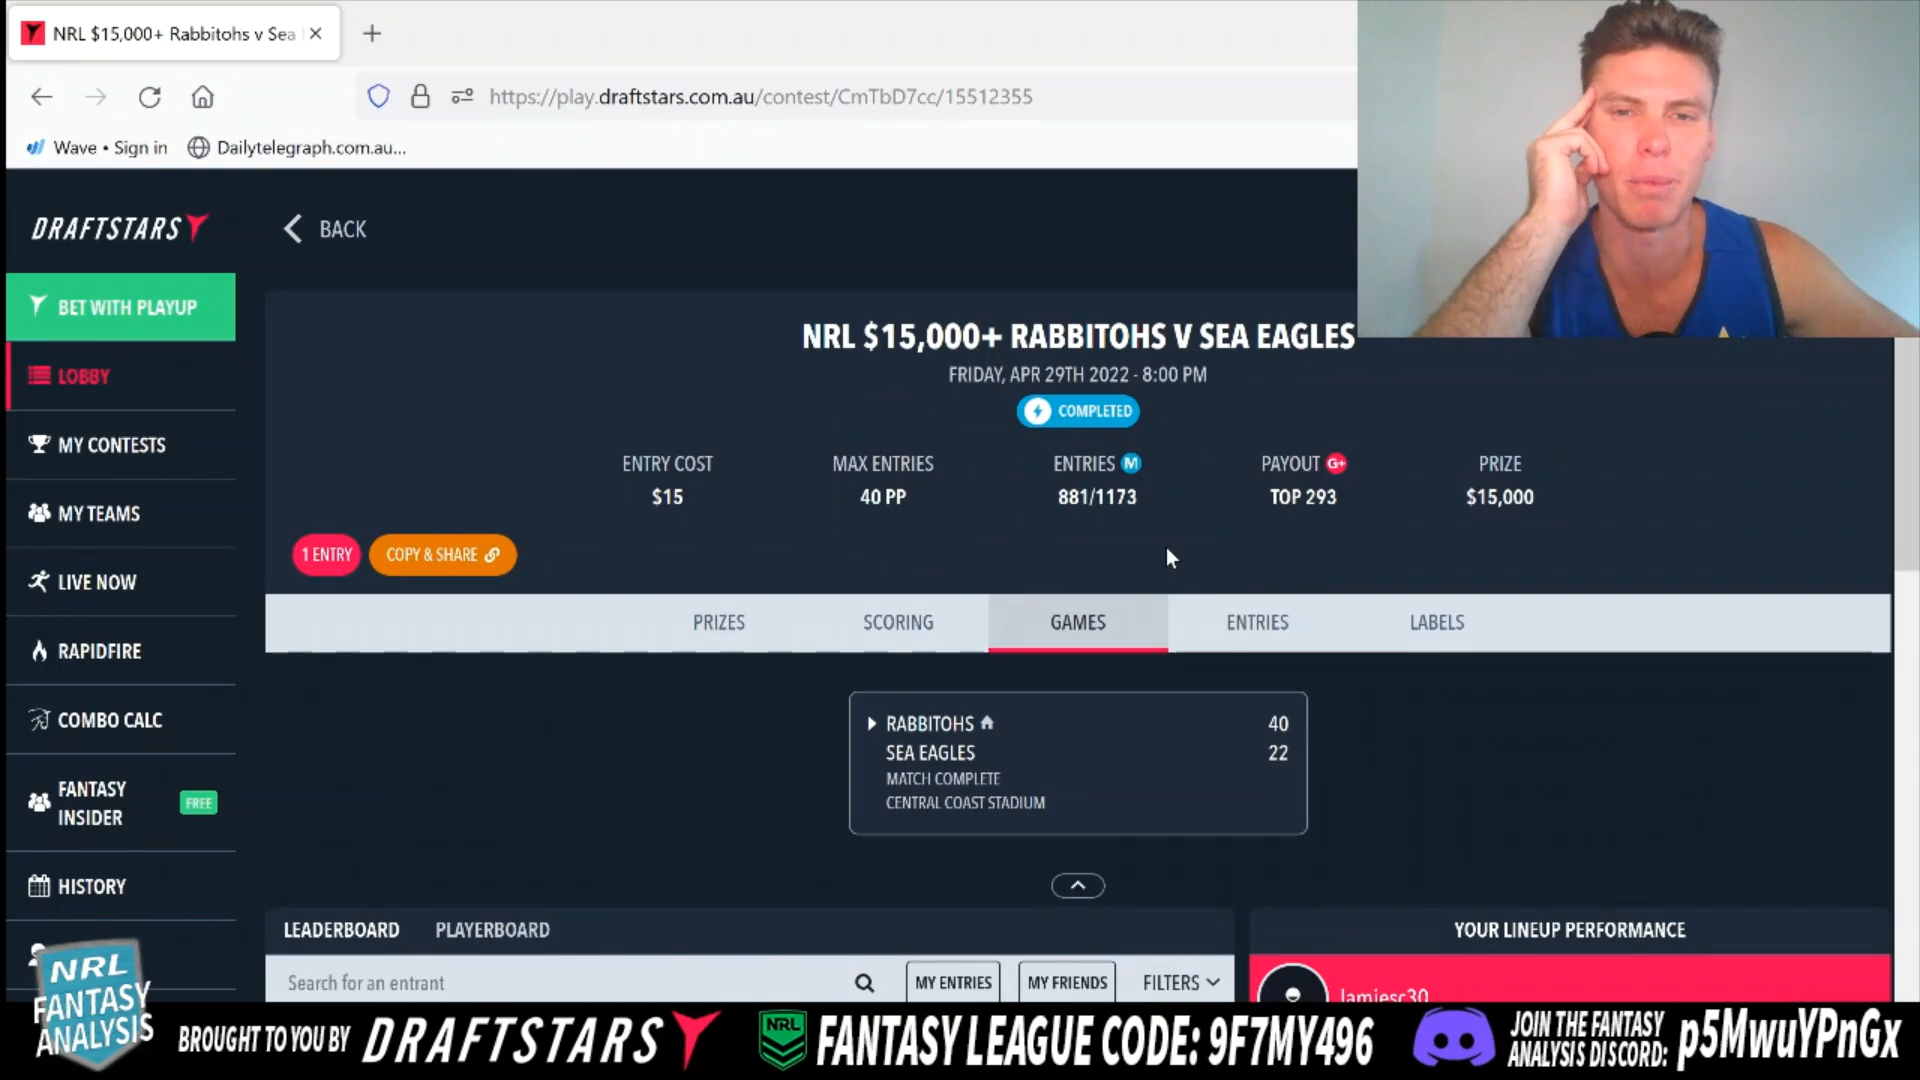 NRL $15,000+ Rabbitohs v Sea
https://play.draftstars.com.au/contest/CmTbD7cc/15512355
Wave • Sign in
Dailytelegraph.com.au...
DRAFTSTARS
BACK
BET WITH PLAYUP
LOBBY
MY CONTESTS
MY TEAMS
LIVE NOW
RAPIDFIRE
COMBO CALC
FANTASY
INSIDER
FREE
HISTORY
NRL $15,000+ RABBITOHS V SEA EAGLES
FRIDAY, APR 29TH 2022 - 8:00 PM
COMPLETED
ENTRY COST
$15
MAX ENTRIES
40 PP
ENTRIES M
881/1173
PAYOUT G+
TOP 293
PRIZE
$15,000
1 ENTRY
COPY & SHARE
PRIZES
SCORING
GAMES
ENTRIES
LABELS
RABBITOHS 40
SEA EAGLES 22
MATCH COMPLETE
CENTRAL COAST STADIUM
LEADERBOARD
PLAYERBOARD
Search for an entrant
MY ENTRIES
MY FRIENDS
FILTERS
YOUR LINEUP PERFORMANCE
Jamiesc30
NRL
FANTASY
ANALYSIS
BROUGHT TO YOU BY
DRAFTSTARS
NRL
FANTASY LEAGUE CODE: 9F7MY496
JOIN THE FANTASY
ANALYSIS DISCORD:
p5MwuYPnGx